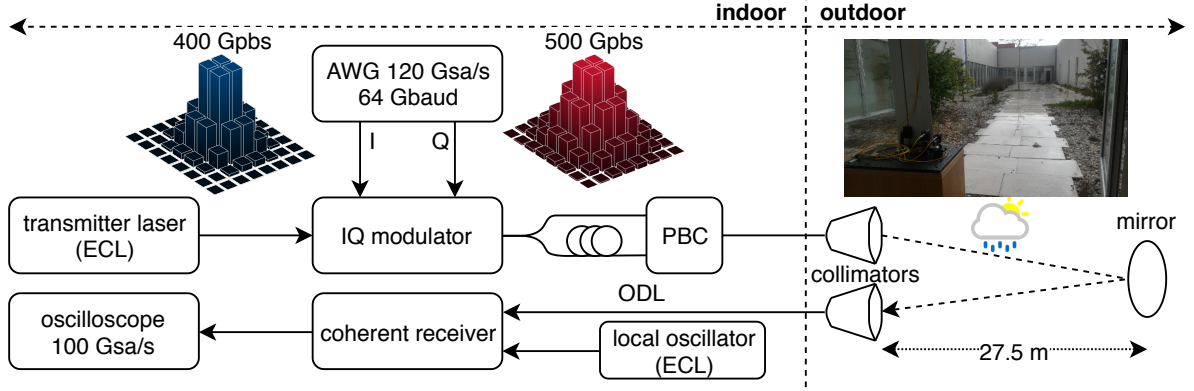 indoor outdoor
400 Gpbs
500 Gpbs
AWG 120 Gsa/s
64 Gbaud
I Q
transmitter laser
(ECL)
IQ modulator
PBC
mirror
collimators
ODL
oscilloscope
100 Gsa/s
coherent receiver
local oscillator
(ECL)
27.5 m